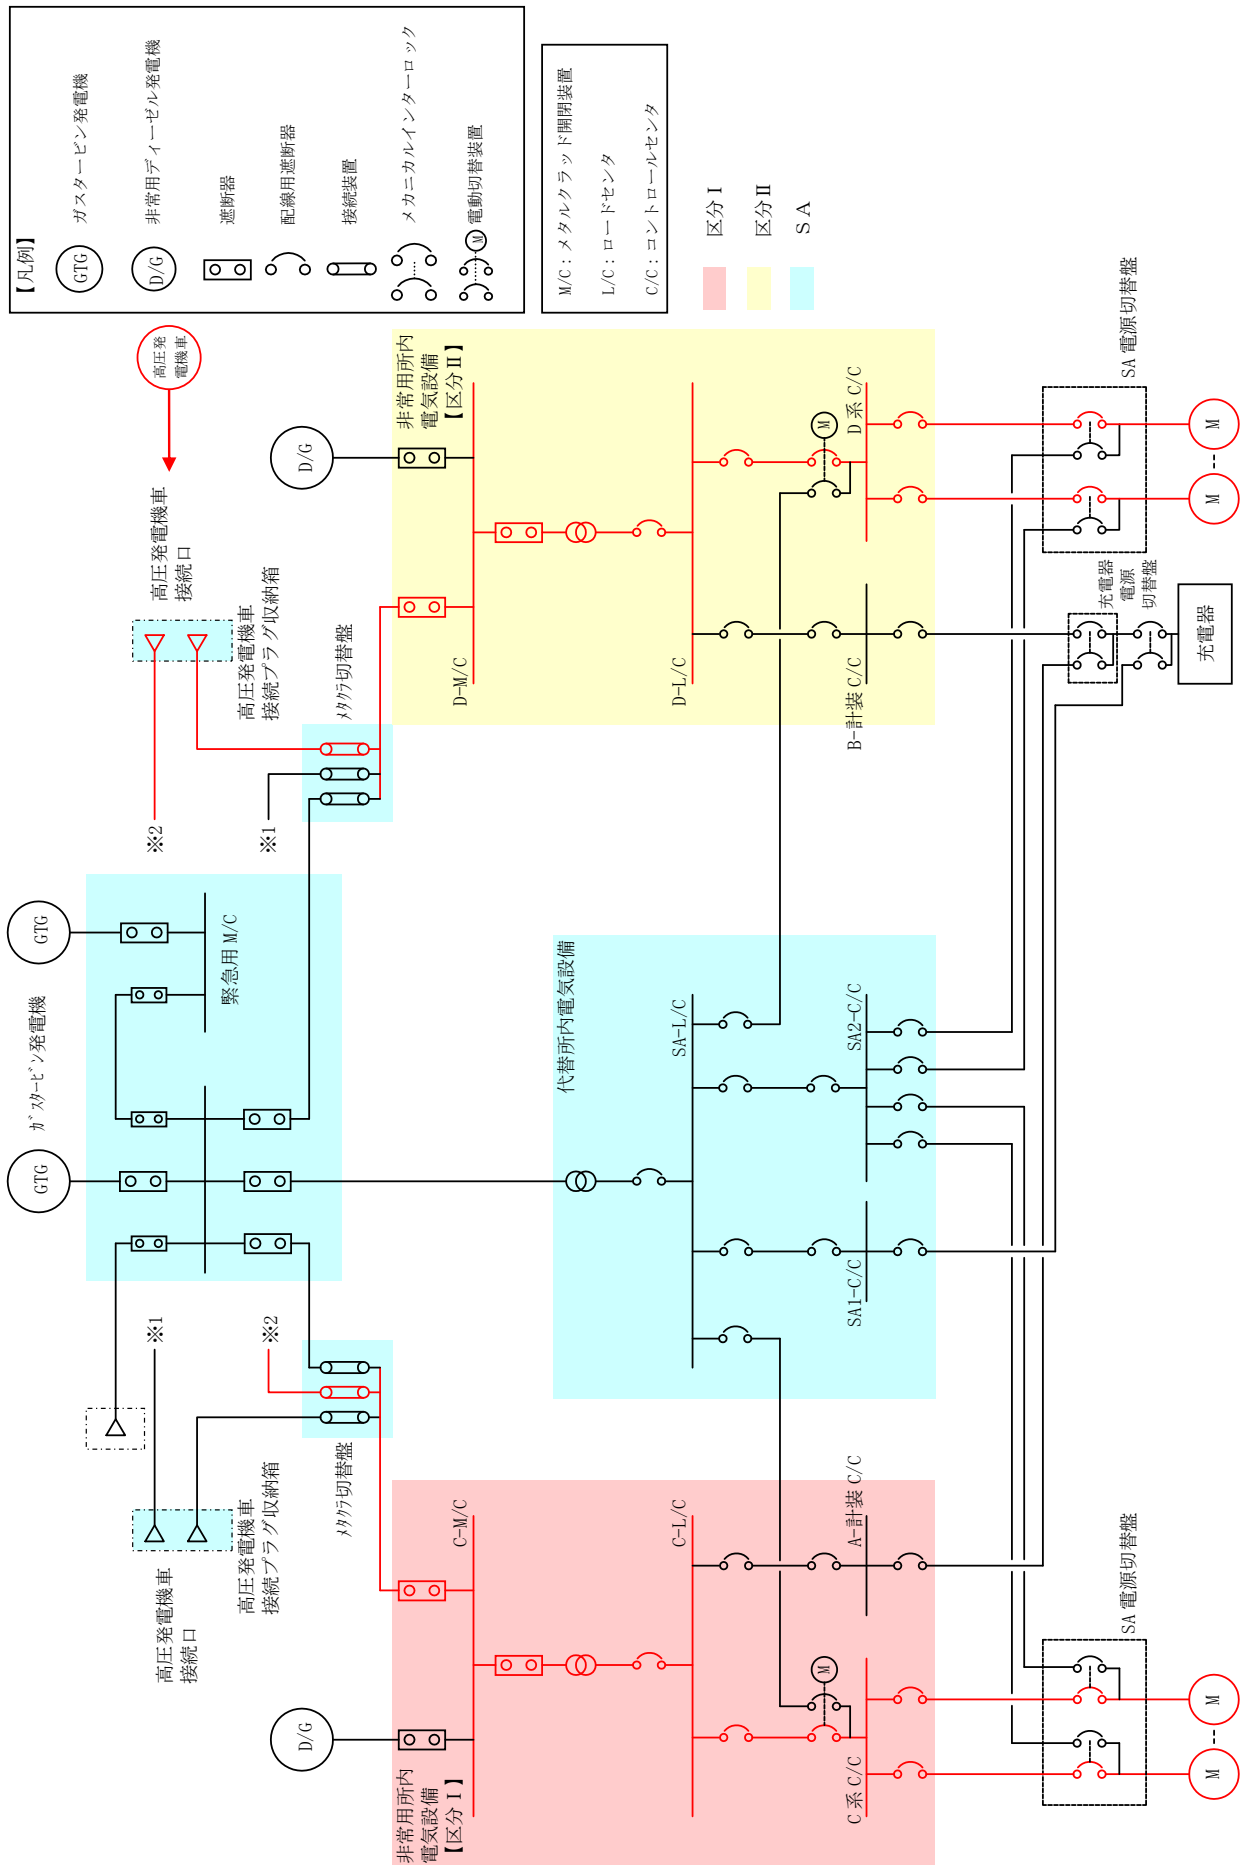 【凡例】
GTG
ガスタービン発電機
D/G
非常用ディーゼル発電機
遮断器
配線用遮断器
接続装置
メカニカルインターロック
M
電動切替装置
M/C：メタルクラッド開閉装置
L/C：ロードセンタ
C/C：コントロールセンタ
区分Ⅰ
区分Ⅱ
ＳＡ
GTG
ｶﾞｽﾀｰﾋﾞﾝ発電機
GTG
緊急用 M/C
高圧発電機車
接続口
高圧発電機車
接続プラグ収納箱
※1
※2
ﾒﾀｸﾗ切替盤
※2
※1
高圧発電機車
接続口
高圧発
電機車
高圧発電機車
接続プラグ収納箱
ﾒﾀｸﾗ切替盤
D/G
非常用所内
電気設備
【区分Ⅰ】
C-M/C
C-L/C
M
C 系 C/C
A-計装 C/C
代替所内電気設備
SA-L/C
SA1-C/C
SA2-C/C
D/G
非常用所内
電気設備
【区分Ⅱ】
D-M/C
D-L/C
M
D 系 C/C
B-計装 C/C
SA 電源切替盤
M
M
充電器
電源
切替盤
充電器
SA 電源切替盤
M
M